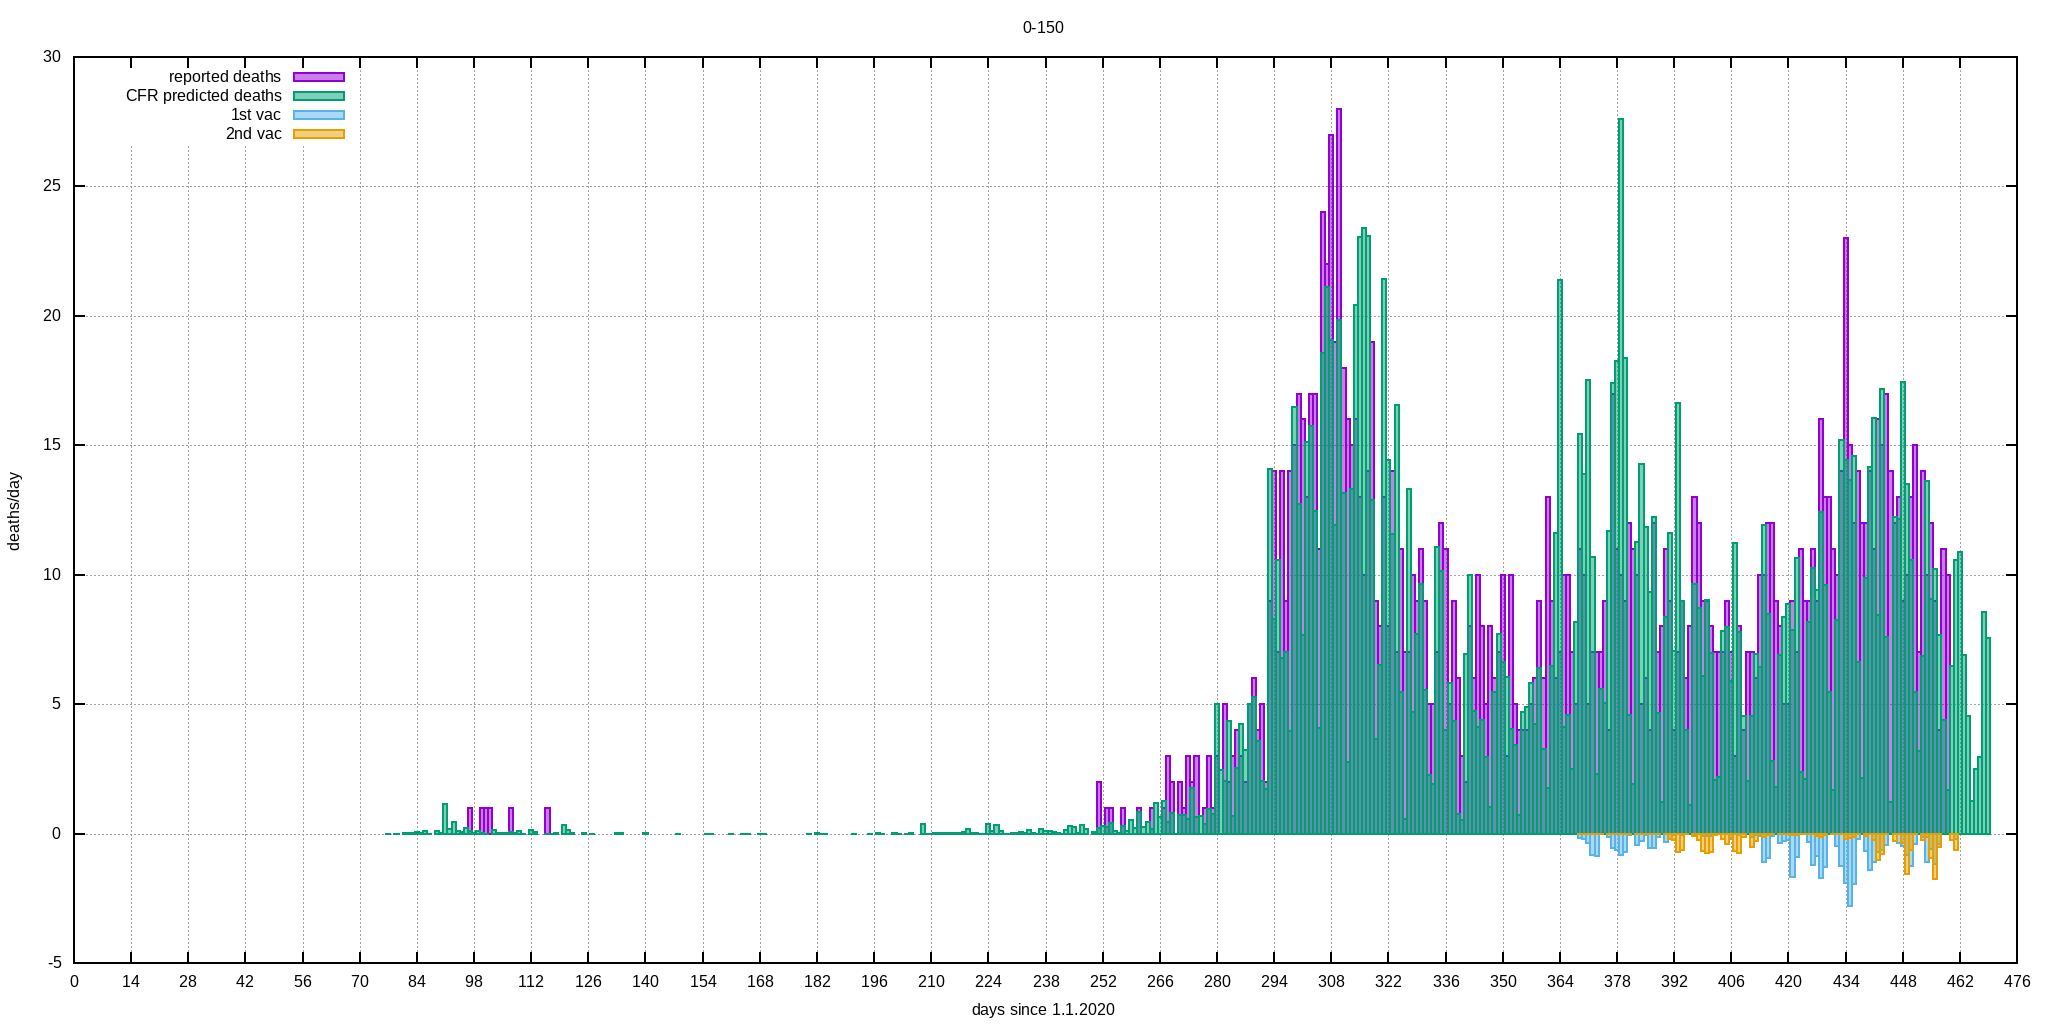 0-150
30
reported deaths
CFR predicted deaths
1st vac
2nd vac
25
20
15
10
5
0
-5
deaths/day
0 14 28 42 56 70 84 98 112 126 140 154 168 182 196 210 224 238 252 266 280 294 308 322 336 350 364 378 392 406 420 434 448 462 476
days since 1.1.2020